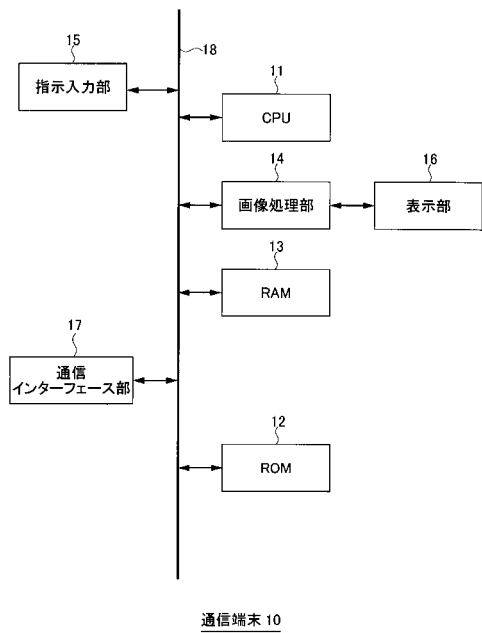 15
18
指示入力部
11
CPU
14
16
画像処理部
表示部
13
RAM
17
通信
インターフェース部
12
ROM
通信端末 10